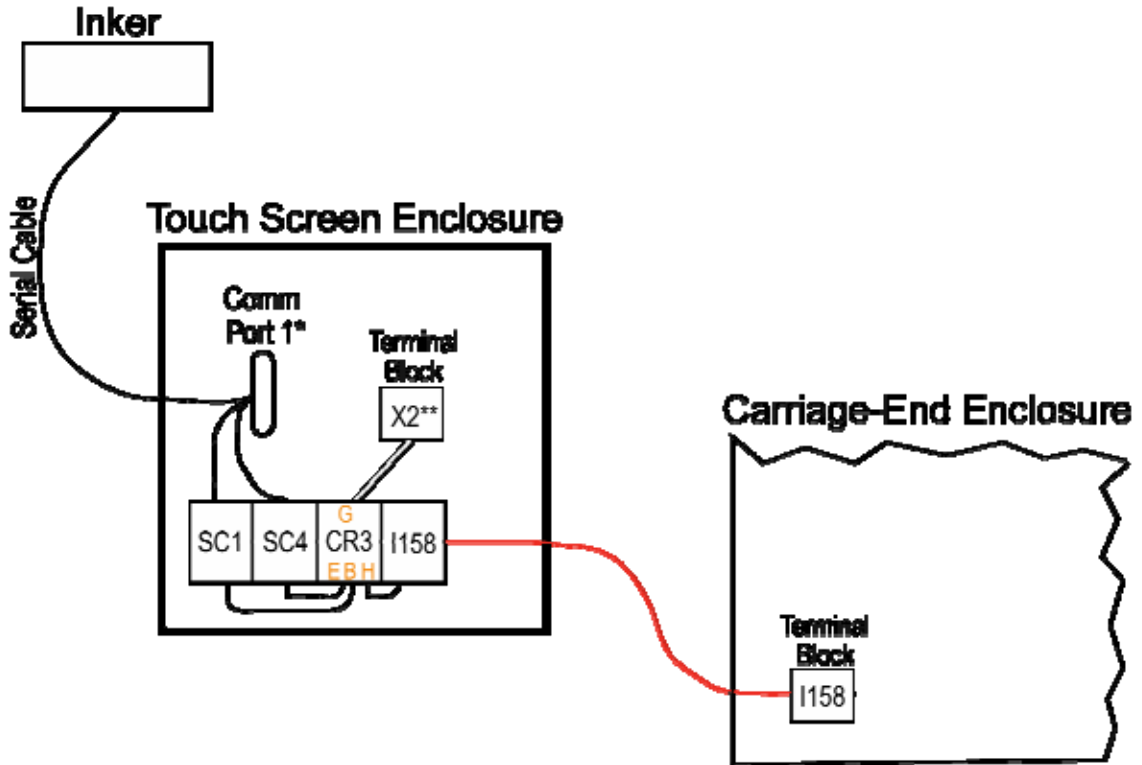 Inker
Serial Cable
Touch Screen Enclosure
Comm
Port 1*
Terminal
Block
X2**
G
SC1 SC4 CR3 I158
E B H
Carriage-End Enclosure
Terminal
Block
I158